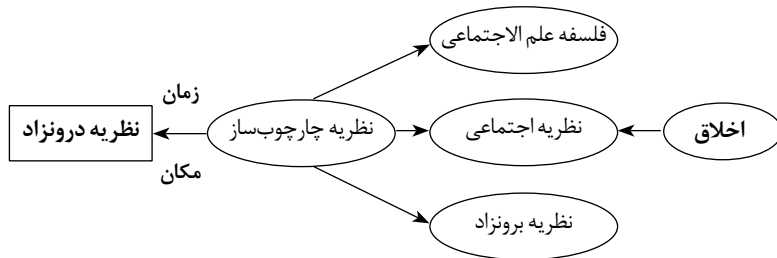 فلسفه علم الاجتماعی
زمان
نظریه درونزاد
نظریه چارچوب‌ساز
نظریه اجتماعی
اخلاق
مکان
نظریه برونزاد